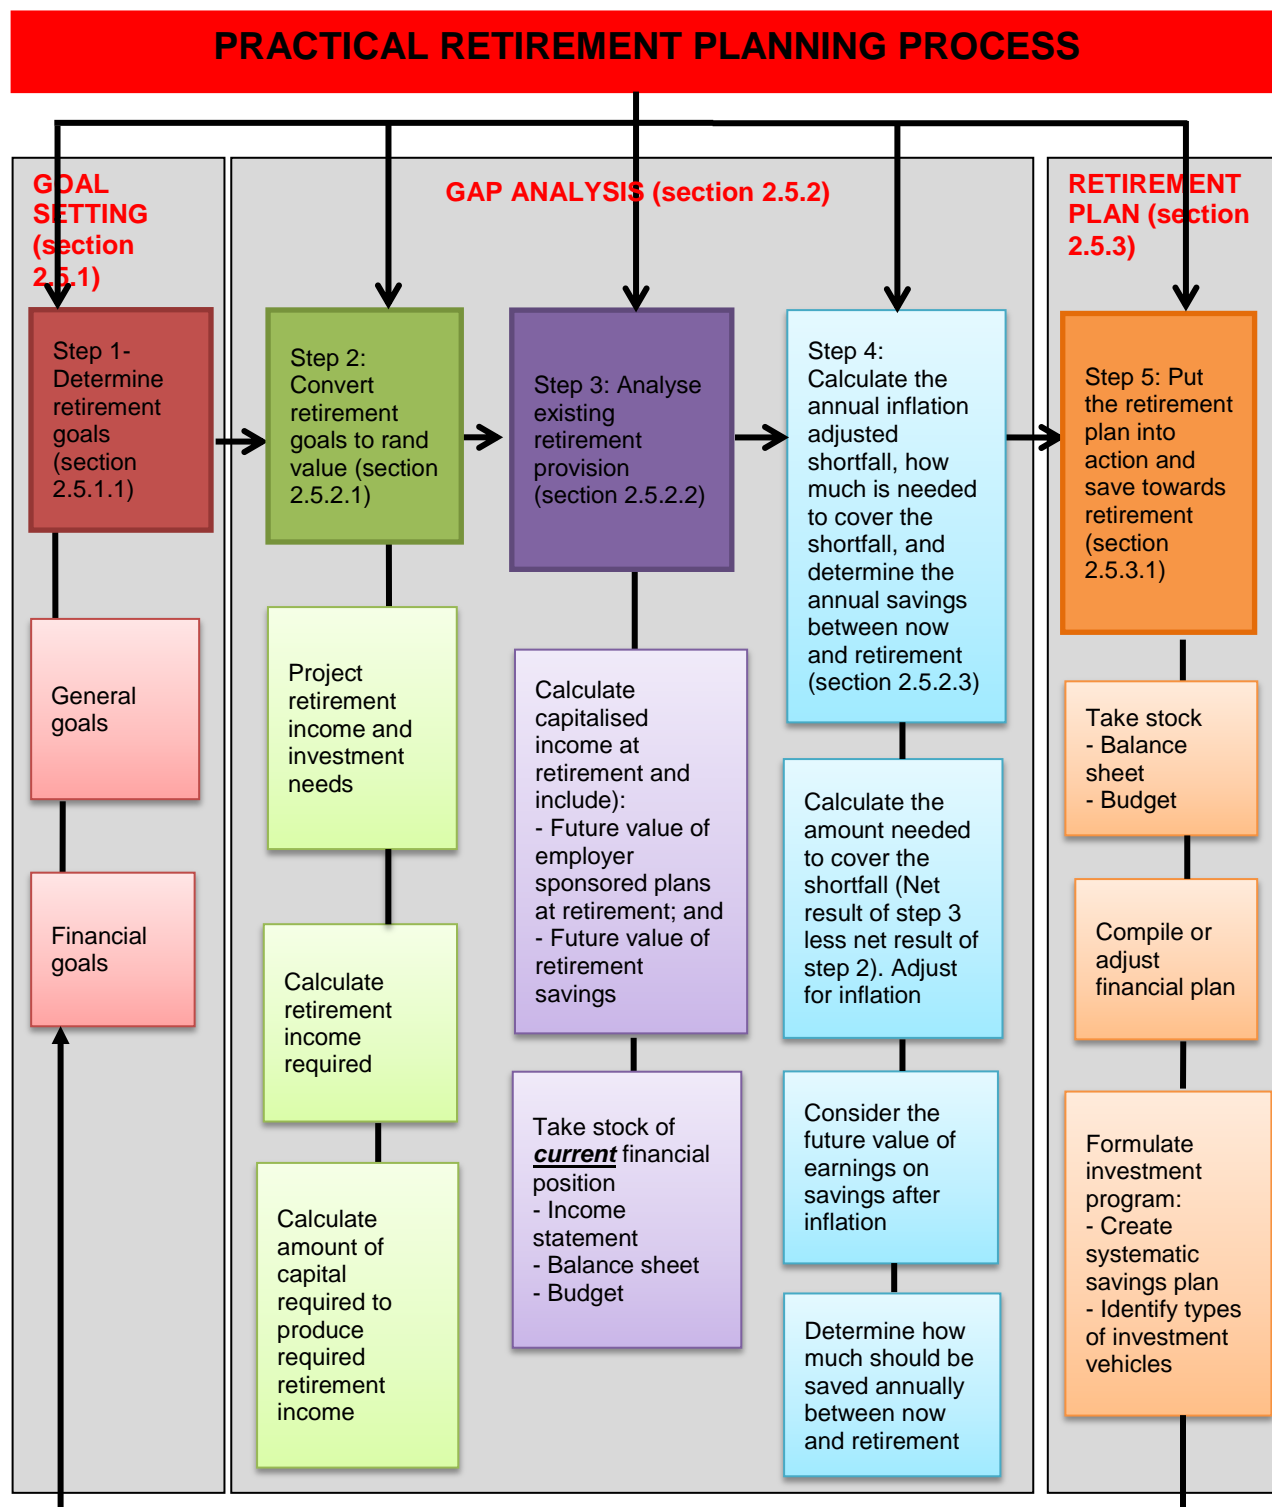 PRACTICAL RETIREMENT PLANNING PROCESS
GOAL
SETTING
(section
2.5.1)
Step 1-
Determine
retirement
goals
(section
2.5.1.1)
General
goals
Financial
goals
GAP ANALYSIS (section 2.5.2)
Step 2:
Convert
retirement
goals to rand
value (section
2.5.2.1)
Project
retirement
income and
investment
needs
Calculate
retirement
income
required
Calculate
amount of
capital
required to
produce
required
retirement
income
Step 3: Analyse
existing
retirement
provision
(section 2.5.2.2)
Calculate
capitalised
income at
retirement and
include):
- Future value of
employer
sponsored plans
at retirement; and
- Future value of
retirement
savings
Take stock of
current financial
position
- Income
statement
- Balance sheet
- Budget
Step 4:
Calculate the
annual inflation
adjusted
shortfall, how
much is needed
to cover the
shortfall, and
determine the
annual savings
between now
and retirement
(section 2.5.2.3)
Calculate the
amount needed
to cover the
shortfall (Net
result of step 3
less net result of
step 2). Adjust
for inflation
Consider the
future value of
earnings on
savings after
inflation
Determine how
much should be
saved annually
between now
and retirement
RETIREMENT
PLAN (section
2.5.3)
Step 5: Put
the retirement
plan into
action and
save towards
retirement
(section
2.5.3.1)
Take stock
- Balance
sheet
- Budget
Compile or
adjust
financial plan
Formulate
investment
program:
- Create
systematic
savings plan
- Identify types
of investment
vehicles